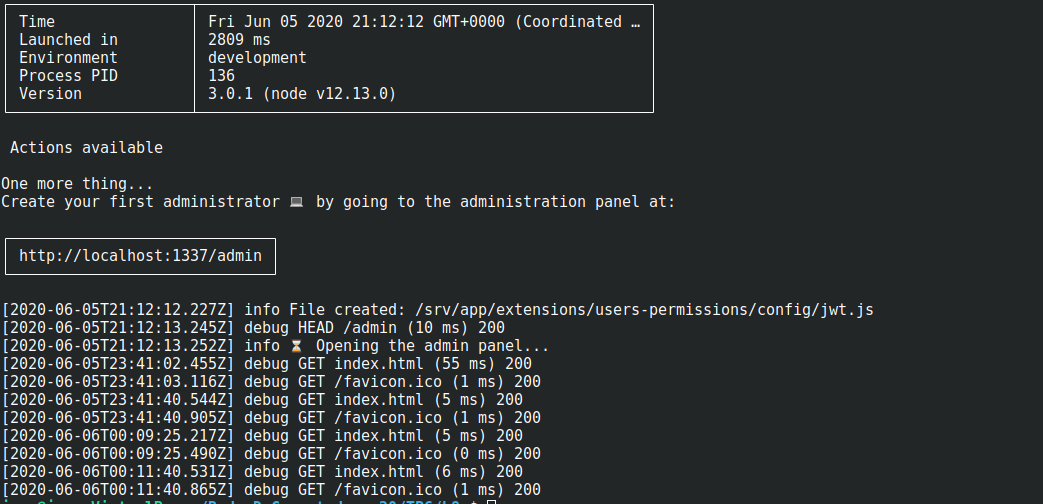 Time Fri Jun 05 2020 21:12:12 GMT+0000 (Coordinated …
Launched in 2809 ms
Environment development
Process PID 136
Version 3.0.1 (node v12.13.0)
Actions available
One more thing...
Create your first administrator 💻 by going to the administration panel at:
http://localhost:1337/admin
[2020-06-05T21:12:12.227Z] info File created: /srv/app/extensions/users-permissions/config/jwt.js
[2020-06-05T21:12:13.245Z] debug HEAD /admin (10 ms) 200
[2020-06-05T21:12:13.252Z] info ⏳ Opening the admin panel...
[2020-06-05T23:41:02.455Z] debug GET index.html (55 ms) 200
[2020-06-05T23:41:03.116Z] debug GET /favicon.ico (1 ms) 200
[2020-06-05T23:41:40.544Z] debug GET index.html (5 ms) 200
[2020-06-05T23:41:40.905Z] debug GET /favicon.ico (1 ms) 200
[2020-06-06T00:09:25.217Z] debug GET index.html (5 ms) 200
[2020-06-06T00:09:25.490Z] debug GET /favicon.ico (0 ms) 200
[2020-06-06T00:11:40.531Z] debug GET index.html (6 ms) 200
[2020-06-06T00:11:40.865Z] debug GET /favicon.ico (1 ms) 200